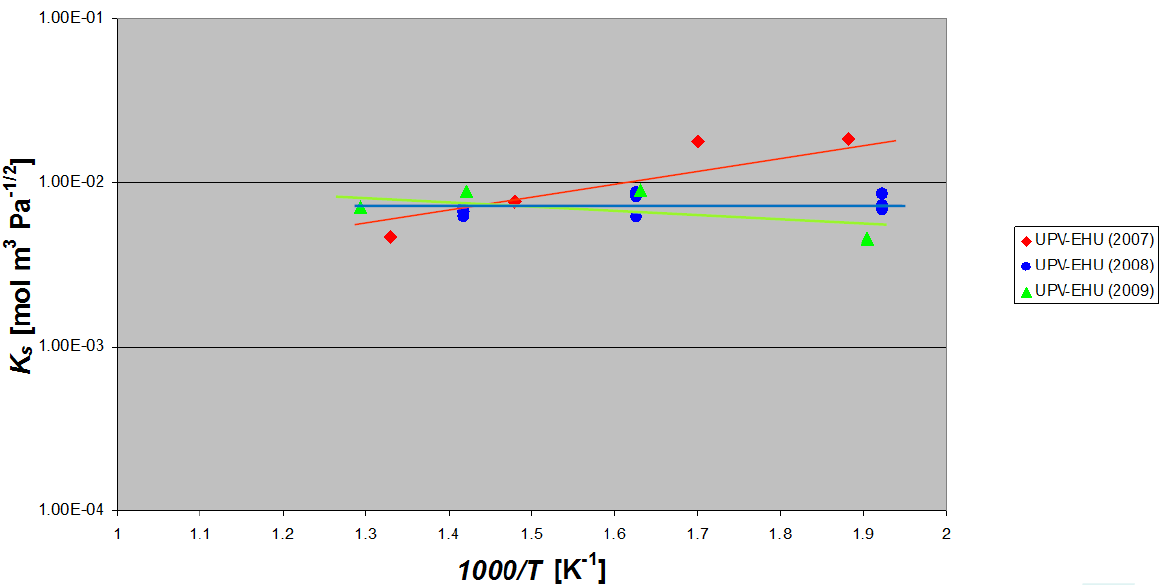 1.00E-01
1.00E-02
1.00E-03
1.00E-04
Ks [mol m3 Pa-1/2]
1 1.1 1.2 1.3 1.4 1.5 1.6 1.7 1.8 1.9 2
1000/T [K-1]
UPV-EHU (2007)
UPV-EHU (2008)
UPV-EHU (2009)